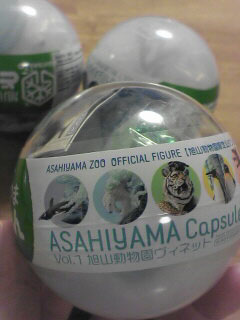 ASAHIYAMA ZOO OFFICIAL FIGURE【旭山動物園
ASAHIYAMA Capsul
Vol.1 旭山動物園ヴィネット